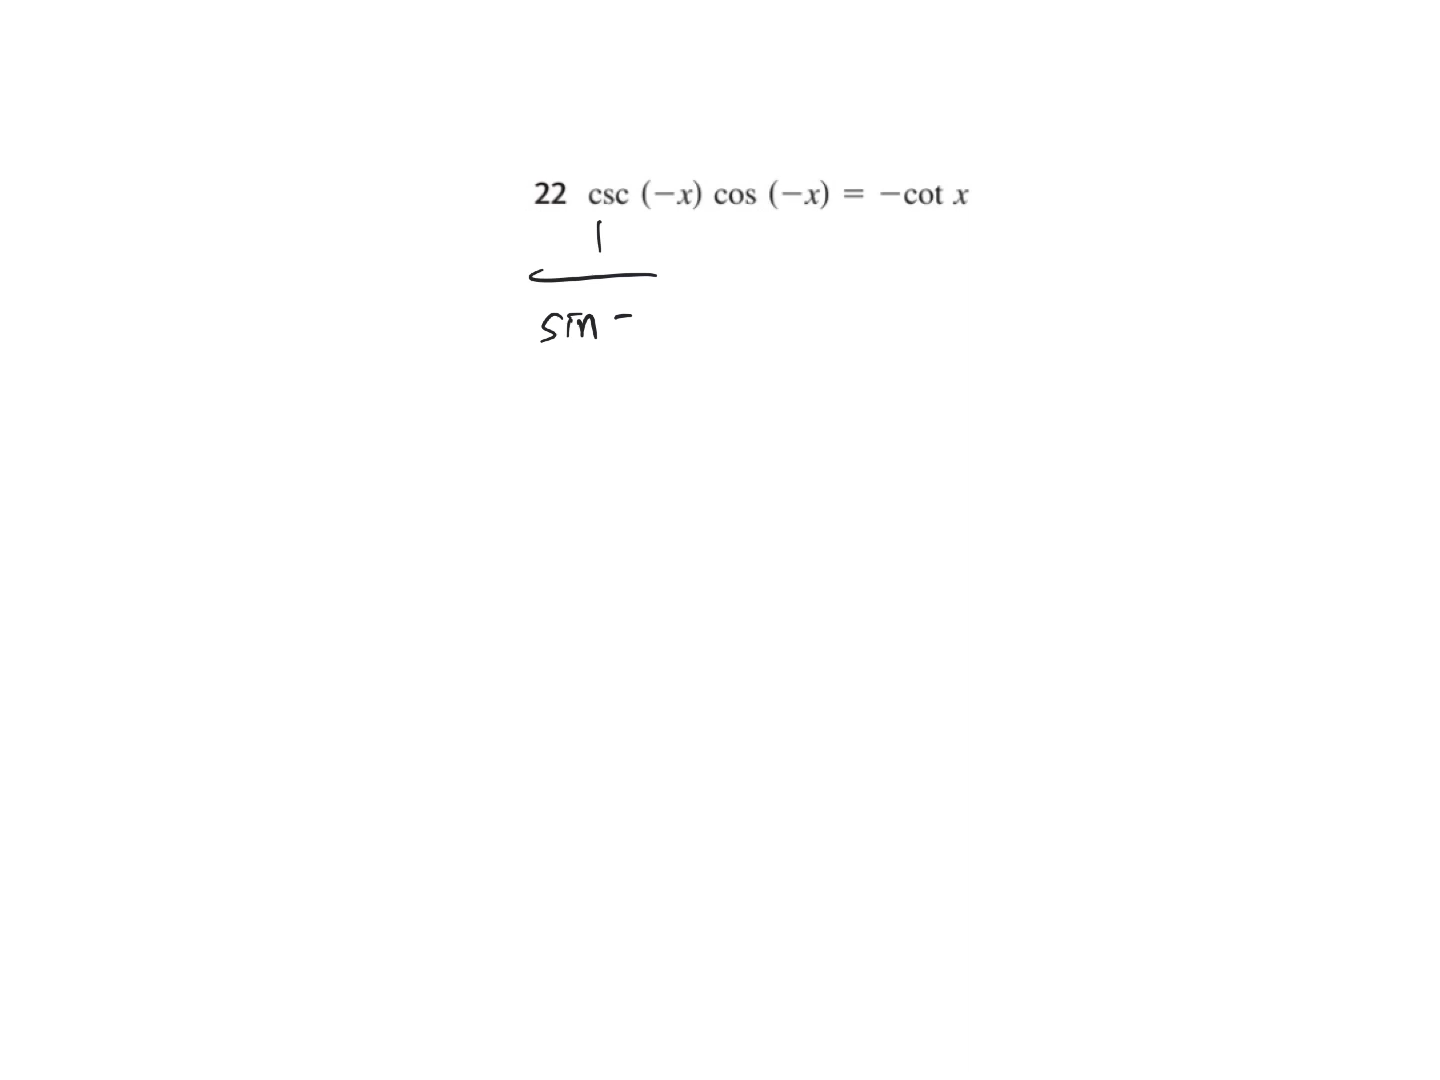 22 csc (−x) cos (−x) = −cot x
1
sin -